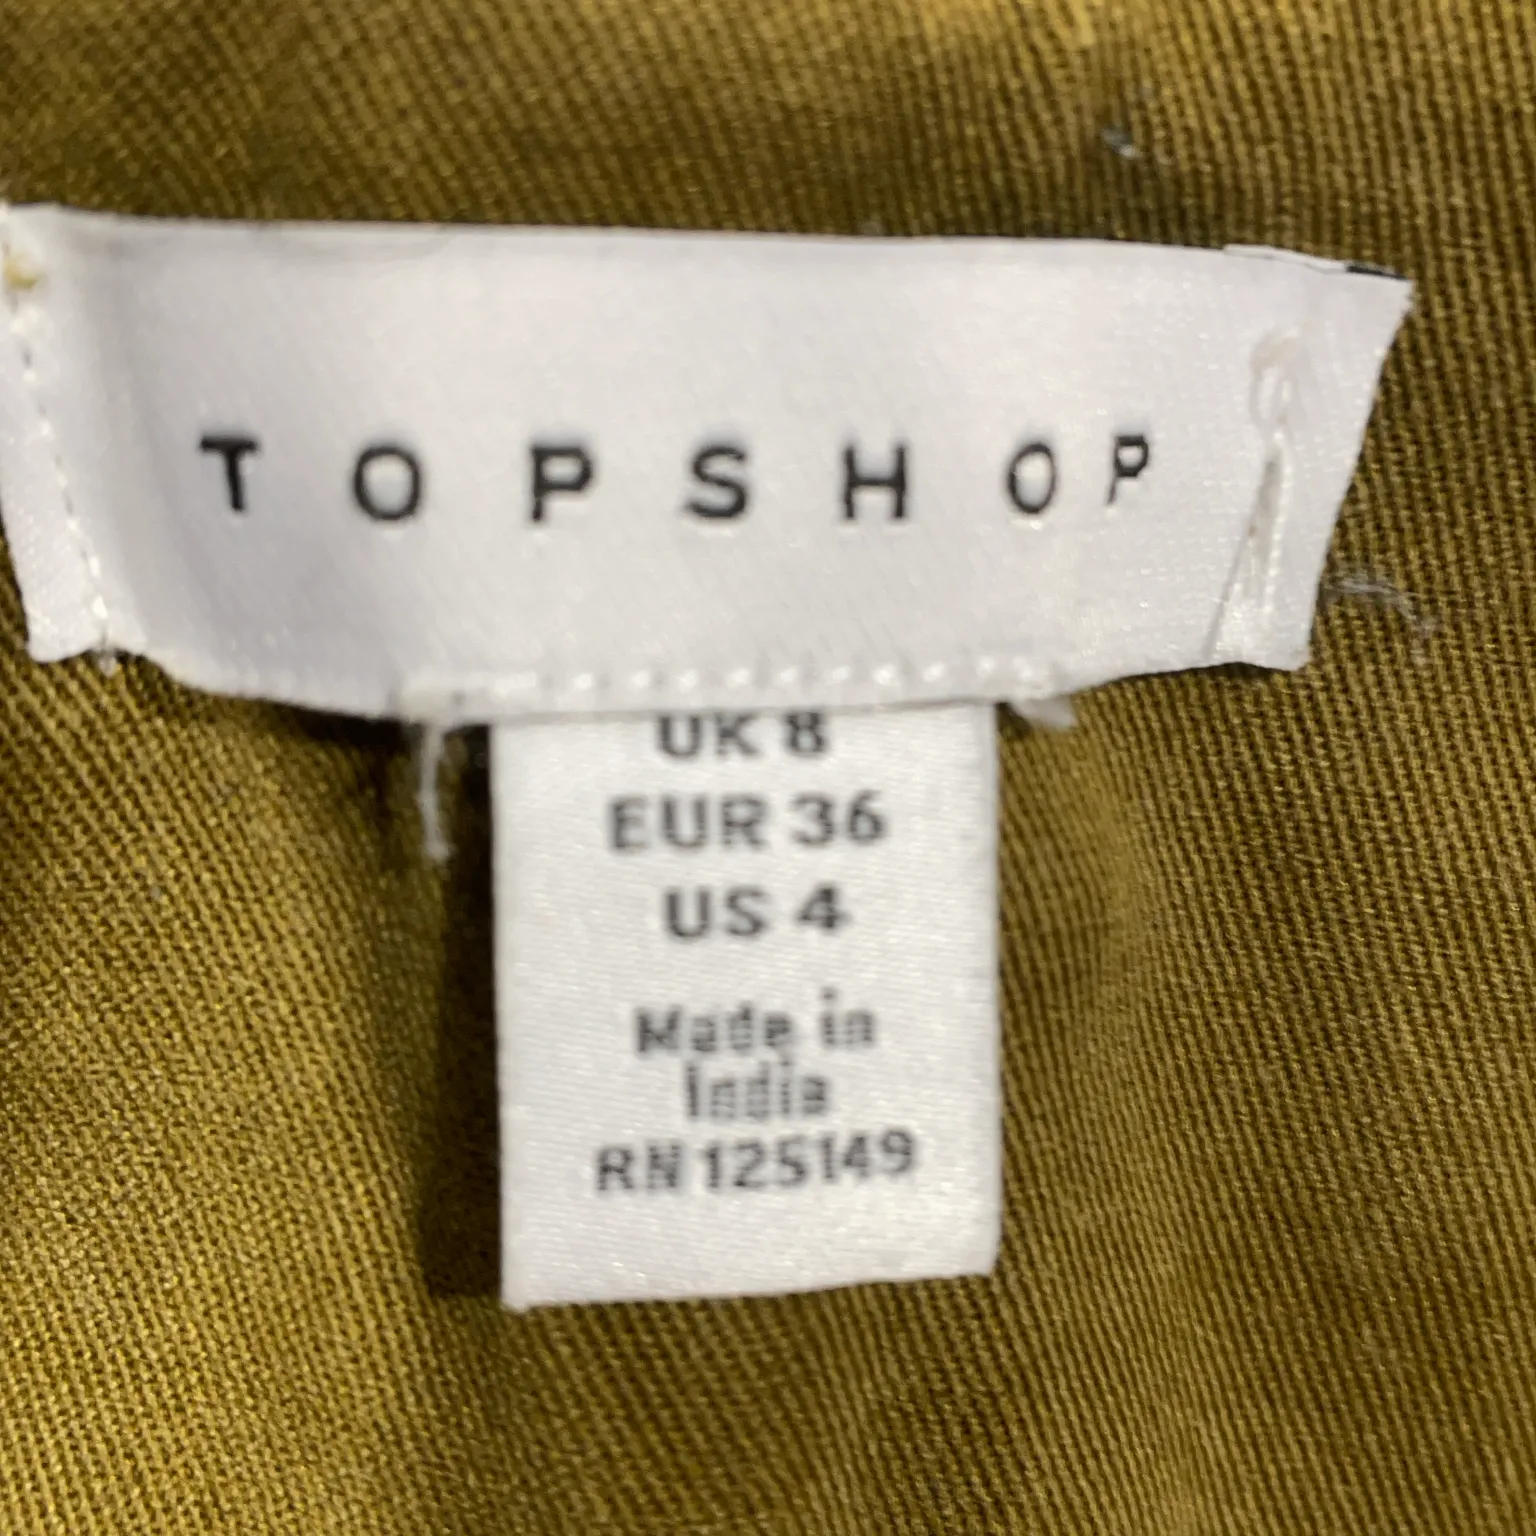 TOPSHOP
UK 8
EUR 36
US 4
Made in
India
RN 125149